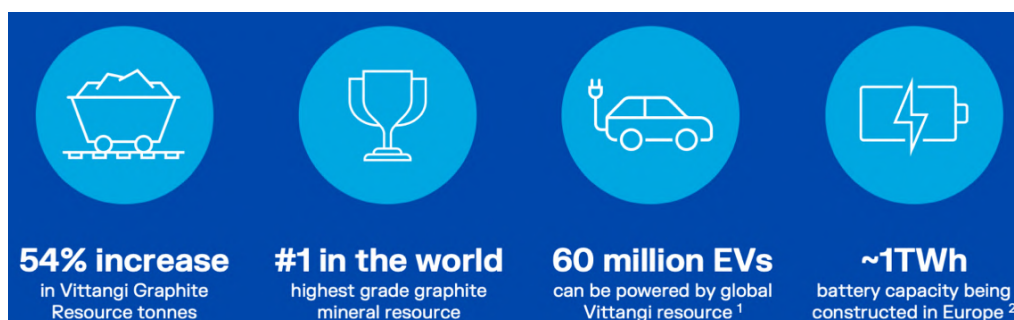 54% increase
in Vittangi Graphite
Resource tonnes
#1 in the world
highest grade graphite
mineral resource
60 million EVs
can be powered by global
Vittangi resource 1
~1TWh
battery capacity being
constructed in Europe 2